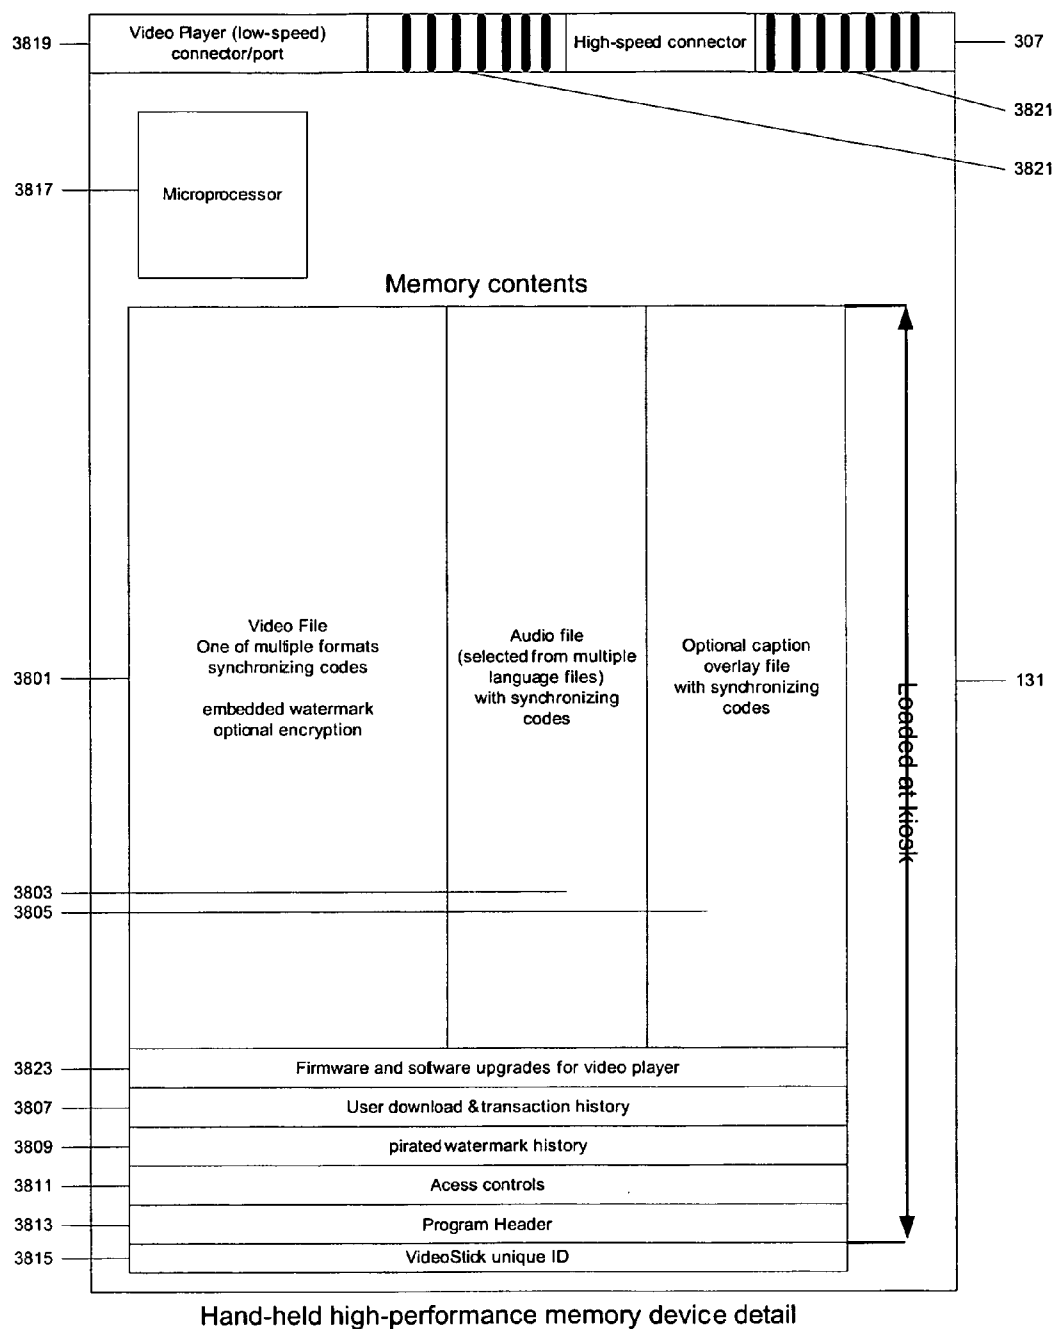 3819
Video Player (low-speed)
connector/port
High-speed connector
307
3821
3821
3817
Microprocessor
Memory contents
Video File
One of multiple formats
synchronizing codes
embedded watermark
optional encryption
Audio file
(selected from multiple
language files)
with synchronizing
codes
Optional caption
overlay file
with synchronizing
codes
3801
131
Loaded at kiosk
3803
3805
3823
Firmware and software upgrades for video player
3807
User download & transaction history
3809
pirated watermark history
3811
Acess controls
3813
Program Header
3815
VideoStick unique ID
Hand-held high-performance memory device detail